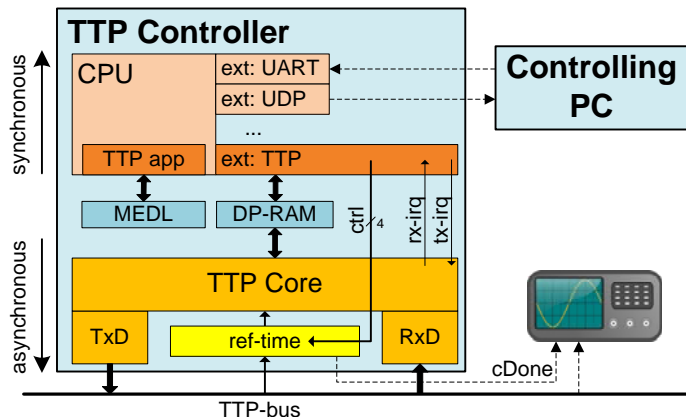 TTP Controller
CPU
ext: UART
ext: UDP
...
TTP app
ext: TTP
Controlling
PC
synchronous
MEDL
DP-RAM
ctrl
4
rx-irq
tx-irq
asynchronous
TTP Core
TxD
ref-time
RxD
cDone
TTP-bus